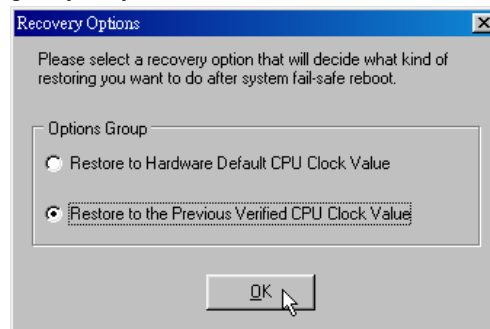 Recovery Options
Please select a recovery option that will decide what kind of
restoring you want to do after system fail-safe reboot.
Options Group
Restore to Hardware Default CPU Clock Value
Restore to the Previous Verified CPU Clock Value
OK